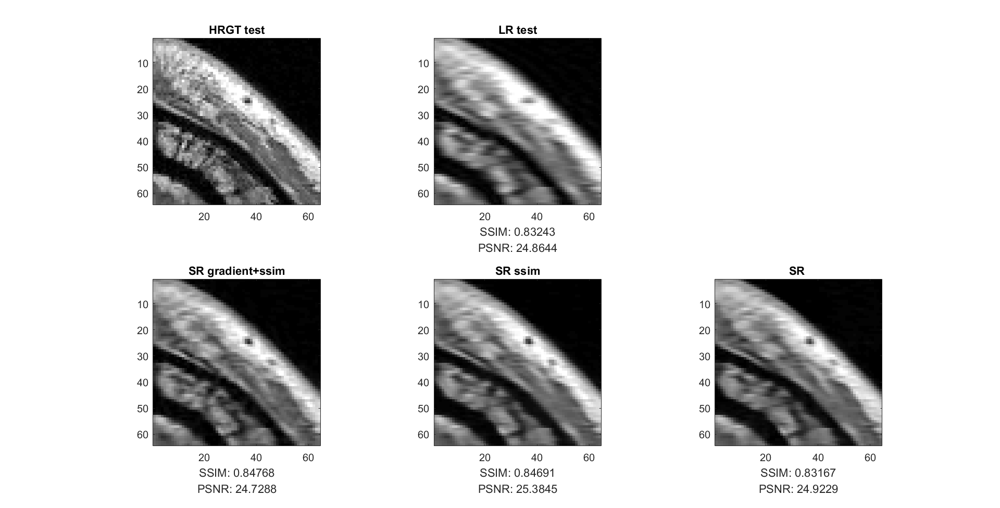 HRGT test
10
20
30
40
50
60
20 40 60
LR test
10
20
30
40
50
60
20 40 60
SSIM: 0.83243
PSNR: 24.8644
SR gradient+ssim
10
20
30
40
50
60
20 40 60
SSIM: 0.84768
PSNR: 24.7288
SR ssim
10
20
30
40
50
60
20 40 60
SSIM: 0.84691
PSNR: 25.3845
SR
10
20
30
40
50
60
20 40 60
SSIM: 0.83167
PSNR: 24.9229